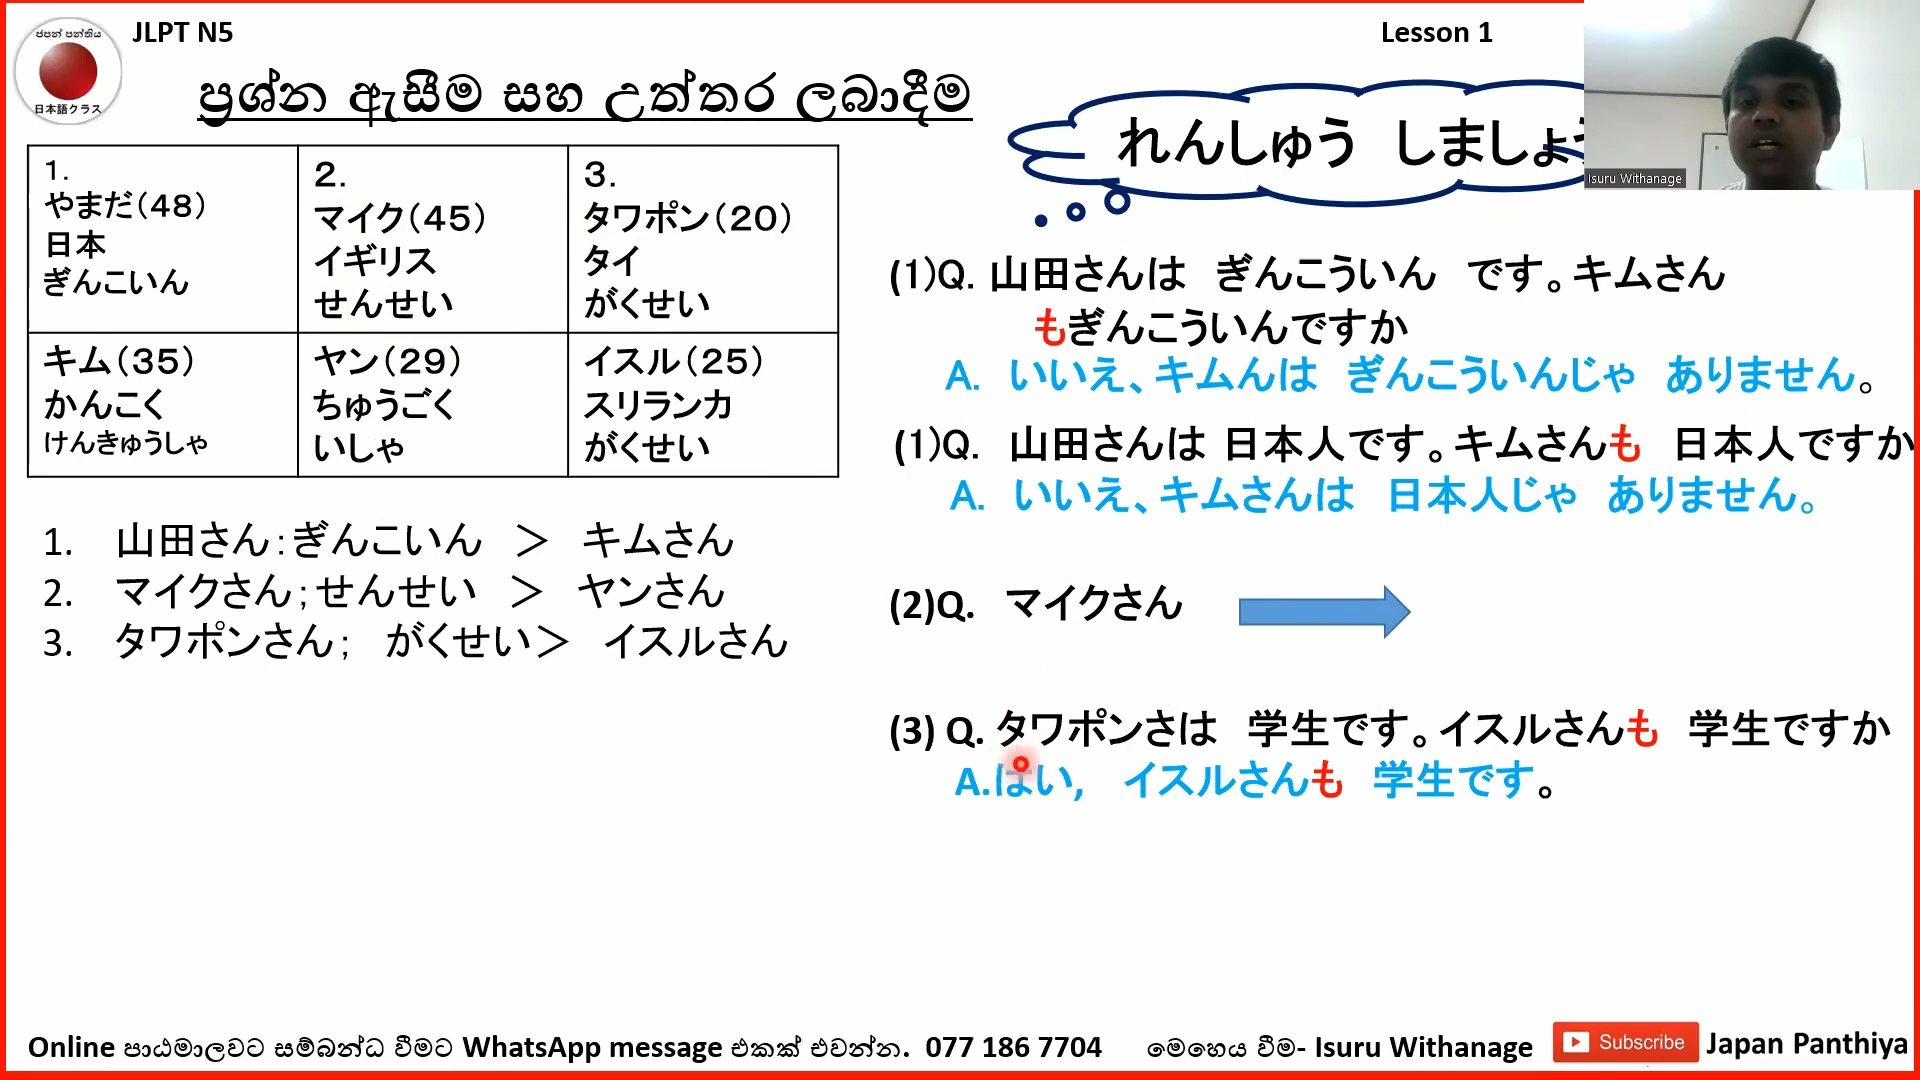 ජපන් පන්තිය
日本語クラス
JLPT N5
Lesson 1
ප්‍රශ්න ඇසීම සහ උත්තර ලබාදීම
れんしゅう しましょう
Isuru Withanage
1.
やまだ（48）
日本
ぎんこいん
2.
マイク（45）
イギリス
せんせい
3.
タワポン（20）
タイ
がくせい
キム（35）
かんこく
けんきゅうしゃ
ヤン（29）
ちゅうごく
いしゃ
イスル（25）
スリランカ
がくせい
1. 山田さん：ぎんこいん ＞ キムさん
2. マイクさん；せんせい ＞ ヤンさん
3. タワポンさん； がくせい＞ イスルさん
(1)Q. 山田さんは ぎんこういん です。キムさん
もぎんこういんですか
A. いいえ、キムんは ぎんこういんじゃ ありません。
(1)Q. 山田さんは 日本人です。キムさんも 日本人ですか
A. いいえ、キムさんは 日本人じゃ ありません。
(2)Q. マイクさん
(3) Q. タワポンさは 学生です。イスルさんも 学生ですか
A.はい, イスルさんも 学生です。
Online පාඨමාලවට සම්බන්ධ වීමට WhatsApp message එකක් එවන්න. 077 186 7704 මෙහෙය වීම- Isuru Withanage
Subscribe
Japan Panthiya